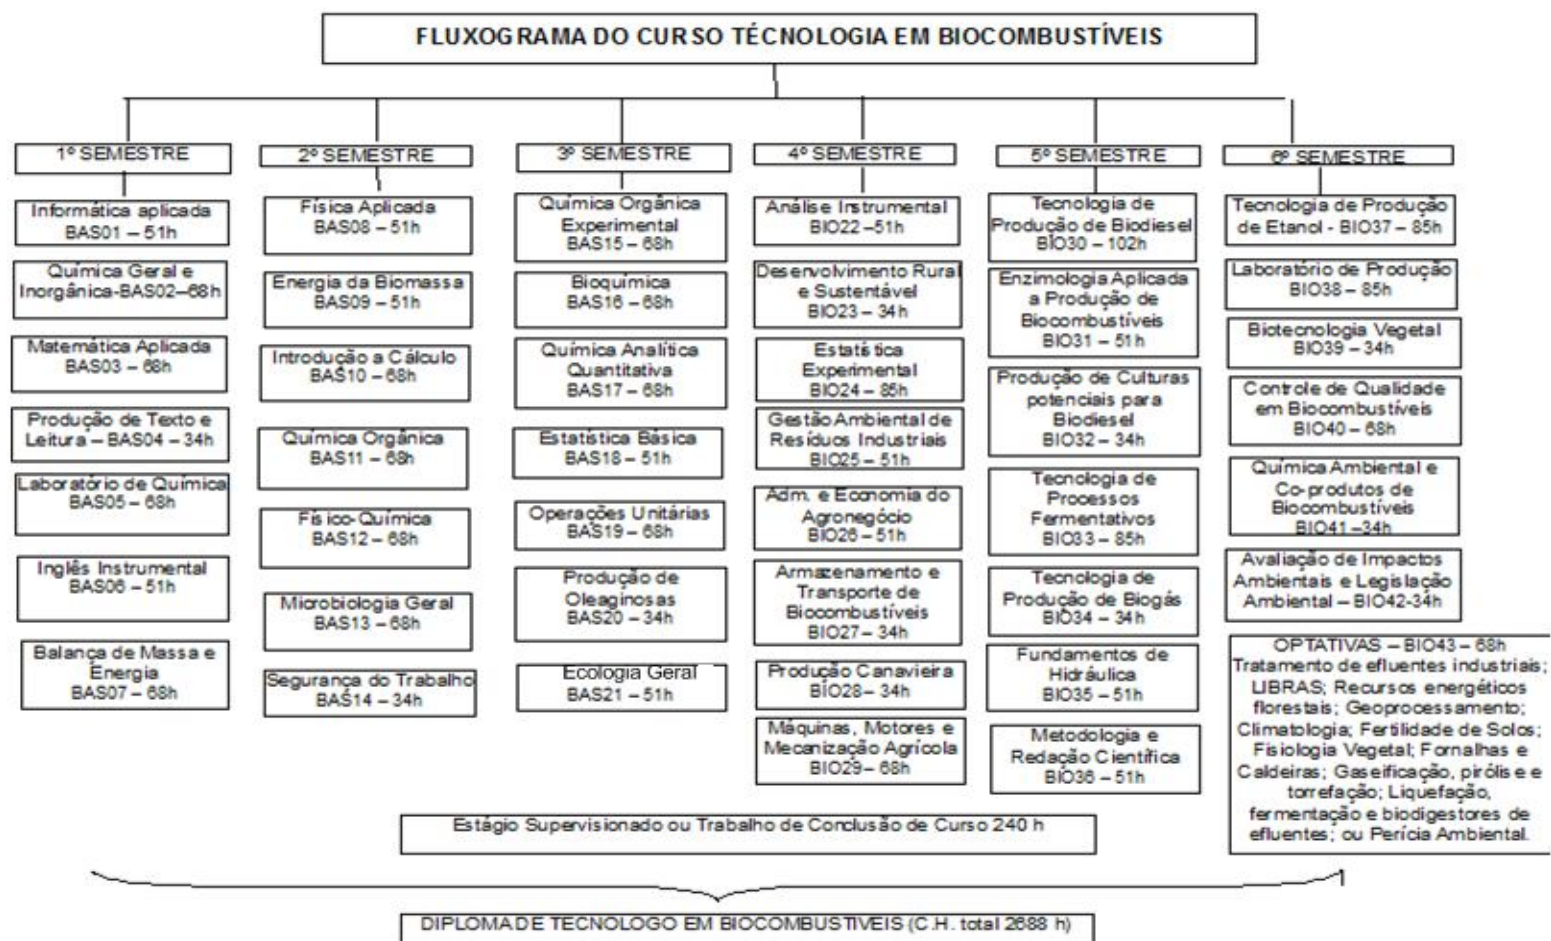 FLUXOGRAMA DO CURSO TÉCNOLOGIA EM BIOCOMBUSTÍVEIS
1º SEMESTRE
Informática aplicada
BAS01 – 51h
Química Geral e
Inorgânica-BAS02–68h
Matemática Aplicada
BAS03 – 68h
Produção de Texto e
Leitura – BAS04 – 34h
Laboratório de Química
BAS05 – 68h
Inglês Instrumental
BAS06 – 51h
Balança de Massa e
Energia
BAS07 – 68h
2º SEMESTRE
Física Aplicada
BAS08 – 51h
Energia da Biomassa
BAS09 – 51h
Introdução a Cálculo
BAS10 – 68h
Química Orgânica
BAS11 – 68h
Físico-Química
BAS12 – 68h
Microbiologia Geral
BAS13 – 68h
Segurança do Trabalho
BAS14 – 34h
3º SEMESTRE
Química Orgânica
Experimental
BAS15 – 68h
Bioquímica
BAS16 – 68h
Química Analítica
Quantitativa
BAS17 – 68h
Estatística Básica
BAS18 – 51h
Operações Unitárias
BAS19 – 68h
Produção de
Oleaginosas
BAS20 – 34h
Ecologia Geral
BAS21 – 51h
4º SEMESTRE
Análise Instrumental
BIO22 –51h
Desenvolvimento Rural
e Sustentável
BIO23 – 34h
Estatística
Experimental
BIO24 – 85h
Gestão Ambiental de
Resíduos Industriais
BIO25 – 51h
Adm. e Economia do
Agronegócio
BIO26 – 51h
Armazenamento e
Transporte de
Biocombustíveis
BIO27 – 34h
Produção Canavieira
BIO28 – 34h
Máquinas, Motores e
Mecanização Agrícola
BIO29 – 68h
5º SEMESTRE
Tecnologia de
Produção de Biodiesel
BIO30 – 102h
Enzimologia Aplicada
a Produção de
Biocombustíveis
BIO31 – 51h
Produção de Culturas
potenciais para
Biodiesel
BIO32 – 34h
Tecnologia de
Processos
Fermentativos
BIO33 – 85h
Tecnologia de
Produção de Biogás
BIO34 – 34h
Fundamentos de
Hidráulica
BIO35 – 51h
Metodologia e
Redação Científica
BIO36 – 51h
6º SEMESTRE
Tecnologia de Produção
de Etanol - BIO37 – 85h
Laboratório de Produção
BIO38 – 85h
Biotecnologia Vegetal
BIO39 – 34h
Controle de Qualidade
em Biocombustíveis
BIO40 – 68h
Química Ambiental e
Co-produtos de
Biocombustíveis
BIO41 –34h
Avaliação de Impactos
Ambientais e Legislação
Ambiental – BIO42-34h
OPTATIVAS – BIO43 – 68h
Tratamento de efluentes industriais;
LIBRAS; Recursos energéticos
florestais; Geoprocessamento;
Climatologia; Fertilidade de Solos;
Fisiologia Vegetal; Fornalhas e
Caldeiras; Gaseificação, pirólise e
torrefação; Liquefação,
fermentação e biodigestores de
efluentes; ou Perícia Ambiental.
Estágio Supervisionado ou Trabalho de Conclusão de Curso 240 h
DIPLOMA DE TECNOLOGO EM BIOCOMBUSTIVEIS (C.H. total 2688 h)